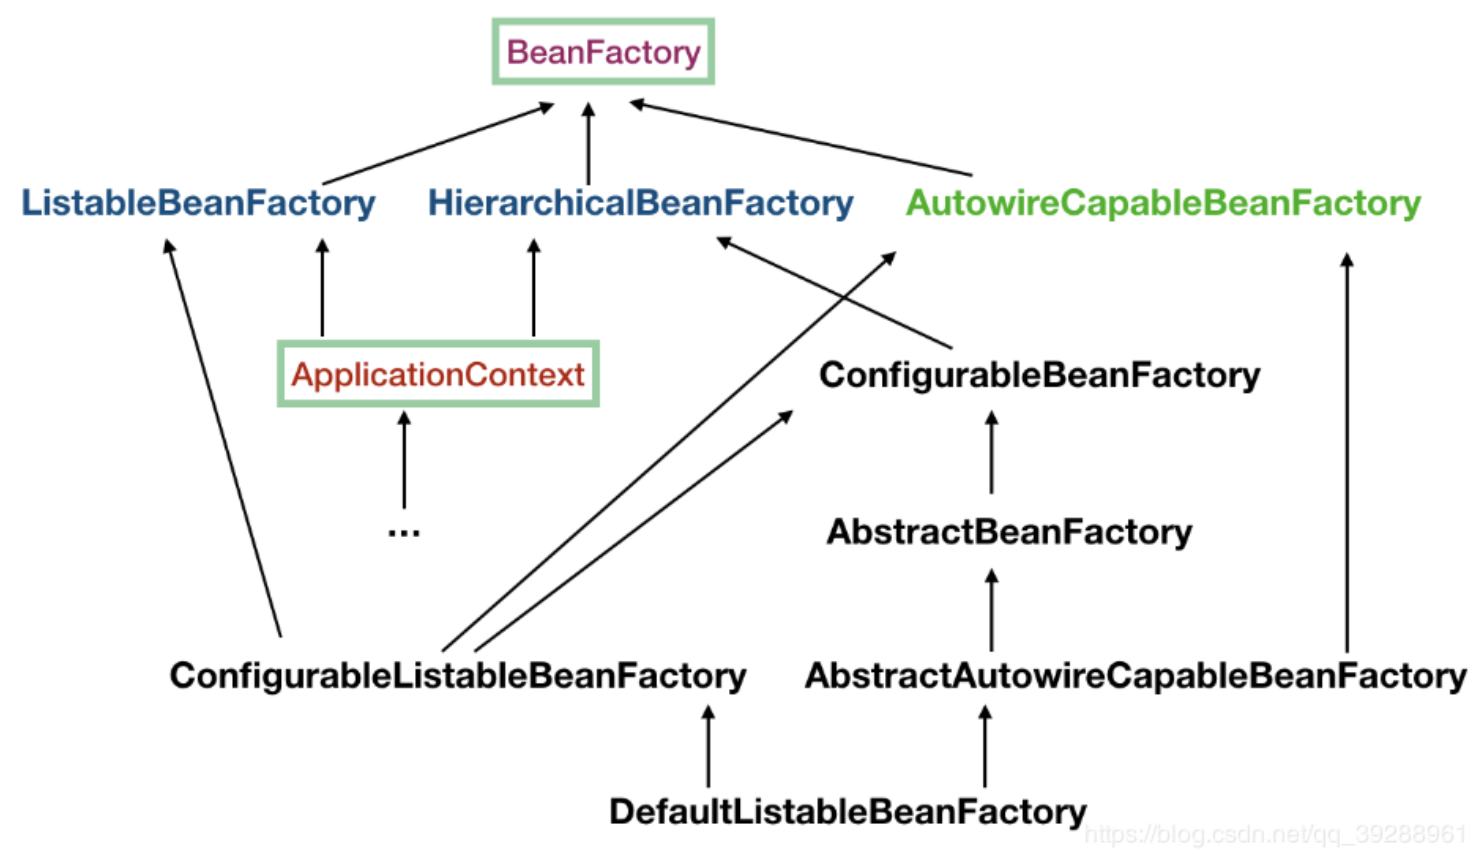 BeanFactory
ListableBeanFactory
HierarchicalBeanFactory
AutowireCapableBeanFactory
ApplicationContext
ConfigurableBeanFactory
...
AbstractBeanFactory
ConfigurableListableBeanFactory
AbstractAutowireCapableBeanFactory
DefaultListableBeanFactory
https://blog.csdn.net/qq_39288961